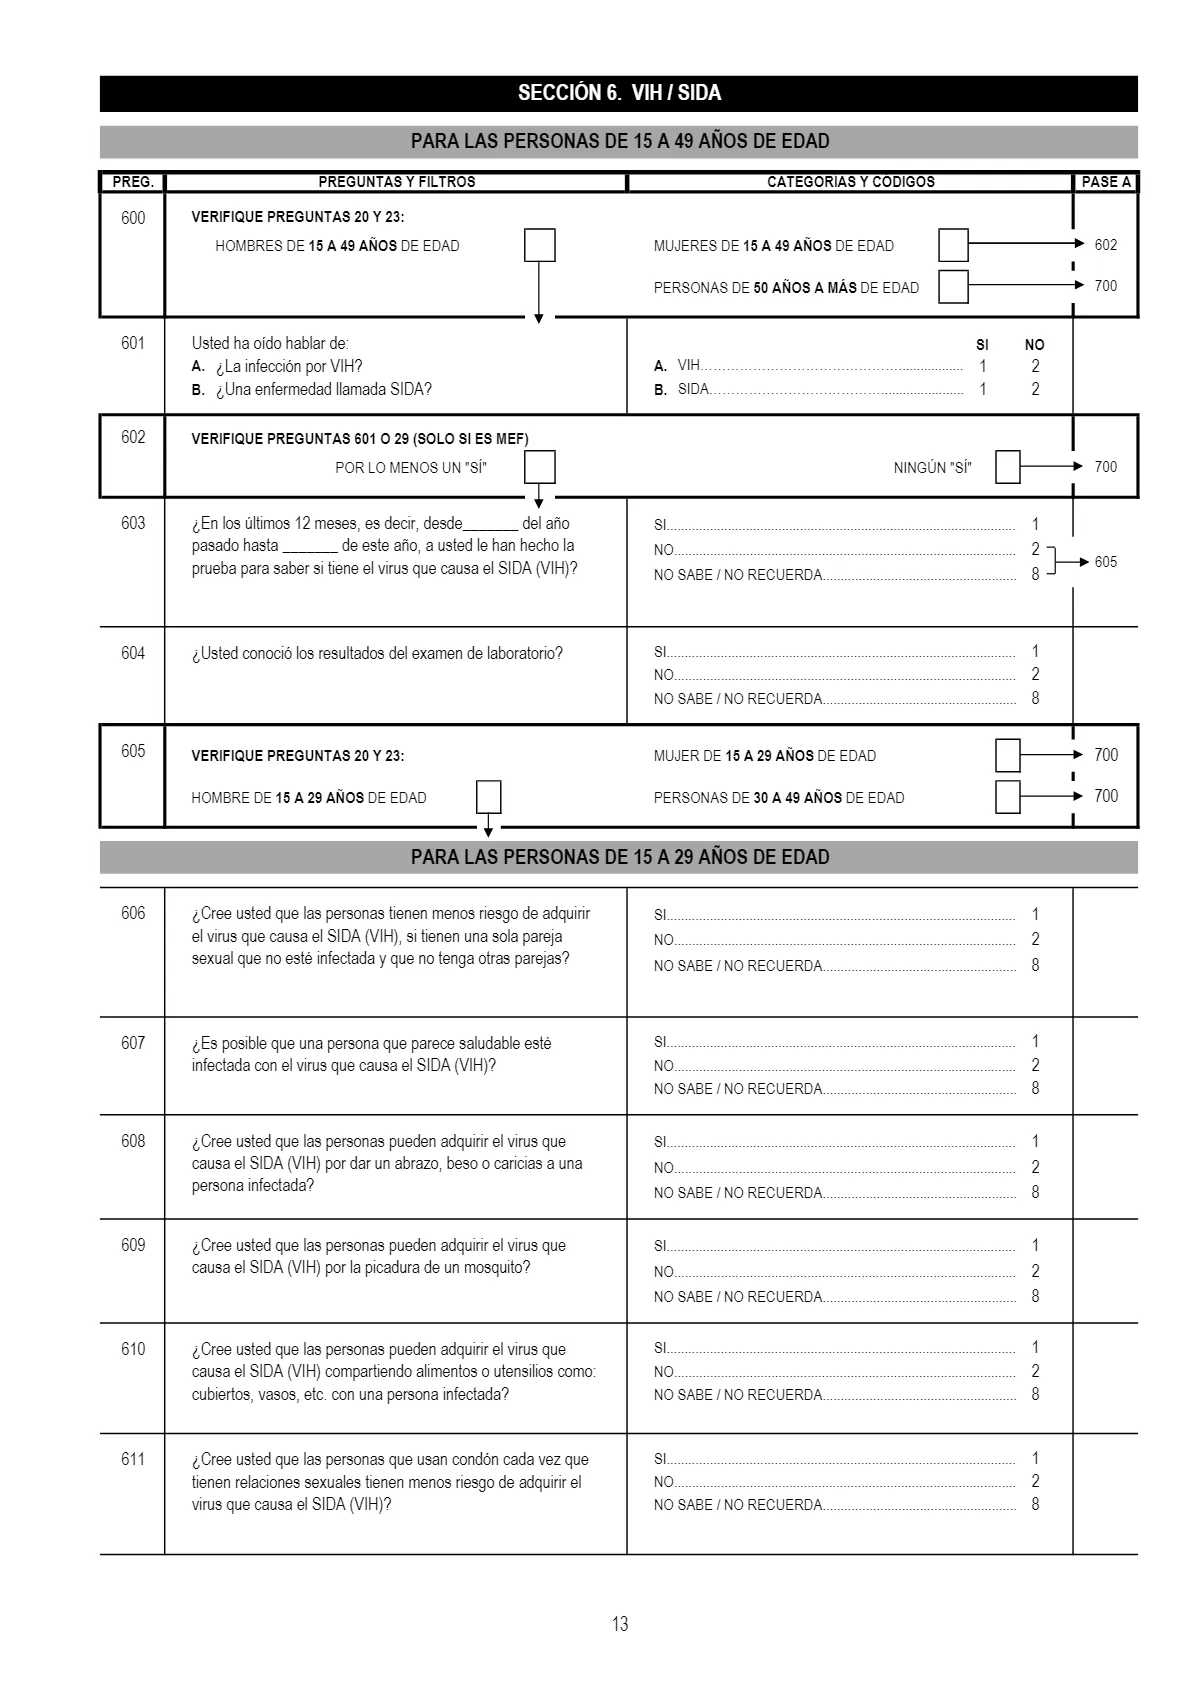 SECCIÓN 6.  VIH / SIDA
PARA LAS PERSONAS DE 15 A 49 AÑOS DE EDAD
PREG. PREGUNTAS Y FILTROS CATEGORÍAS Y CÓDIGOS PASE A
600 VERIFIQUE PREGUNTAS 20 Y 23:
HOMBRES DE 15 A 49 AÑOS DE EDAD MUJERES DE 15 A 49 AÑOS DE EDAD 602
PERSONAS DE 50 AÑOS A MÁS DE EDAD 700
601 Usted ha oído hablar de: SI NO
A. ¿La infección por VIH? A. VIH........................................................ 1 2
B. ¿Una enfermedad llamada SIDA? B. SIDA........................................................ 1 2
602 VERIFIQUE PREGUNTAS 601 O 29 (SOLO SI ES MEF)
POR LO MENOS UN "SÍ" NINGÚN "SÍ" 700
603 ¿En los últimos 12 meses, es decir, desde_______ del año SI................................................................................................ 1
pasado hasta _______ de este año, a usted le han hecho la NO................................................................................................ 2
prueba para saber si tiene el virus que causa el SIDA (VIH)? NO SABE / NO RECUERDA...................................................... 8 605
604 ¿Usted conoció los resultados del examen de laboratorio? SI................................................................................................ 1
NO................................................................................................ 2
NO SABE / NO RECUERDA...................................................... 8
605 VERIFIQUE PREGUNTAS 20 Y 23: MUJER DE 15 A 29 AÑOS DE EDAD 700
HOMBRE DE 15 A 29 AÑOS DE EDAD PERSONAS DE 30 A 49 AÑOS DE EDAD 700
PARA LAS PERSONAS DE 15 A 29 AÑOS DE EDAD
606 ¿Cree usted que las personas tienen menos riesgo de adquirir SI................................................................................................ 1
el virus que causa el SIDA (VIH), si tienen una sola pareja NO................................................................................................ 2
sexual que no esté infectada y que no tenga otras parejas? NO SABE / NO RECUERDA...................................................... 8
607 ¿Es posible que una persona que parece saludable esté SI................................................................................................ 1
infectada con el virus que causa el SIDA (VIH)? NO................................................................................................ 2
NO SABE / NO RECUERDA...................................................... 8
608 ¿Cree usted que las personas pueden adquirir el virus que SI................................................................................................ 1
causa el SIDA (VIH) por dar un abrazo, beso o caricias a una NO................................................................................................ 2
persona infectada? NO SABE / NO RECUERDA...................................................... 8
609 ¿Cree usted que las personas pueden adquirir el virus que SI................................................................................................ 1
causa el SIDA (VIH) por la picadura de un mosquito? NO................................................................................................ 2
NO SABE / NO RECUERDA...................................................... 8
610 ¿Cree usted que las personas pueden adquirir el virus que SI................................................................................................ 1
causa el SIDA (VIH) compartiendo alimentos o utensilios como: NO................................................................................................ 2
cubiertos, vasos, etc. con una persona infectada? NO SABE / NO RECUERDA...................................................... 8
611 ¿Cree usted que las personas que usan condón cada vez que SI................................................................................................ 1
tienen relaciones sexuales tienen menos riesgo de adquirir el NO................................................................................................ 2
virus que causa el SIDA (VIH)? NO SABE / NO RECUERDA...................................................... 8
13